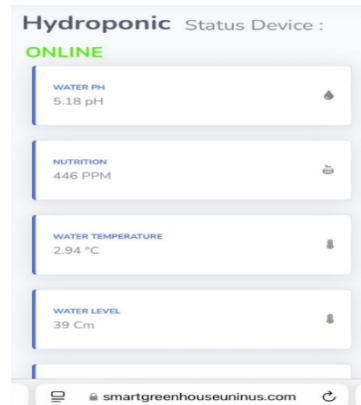 Hydroponic Status Device :
ONLINE
WATER PH
5.18 pH
NUTRITION
446 PPM
WATER TEMPERATURE
2.94 °C
WATER LEVEL
39 Cm
smartgreenhouseuninus.com